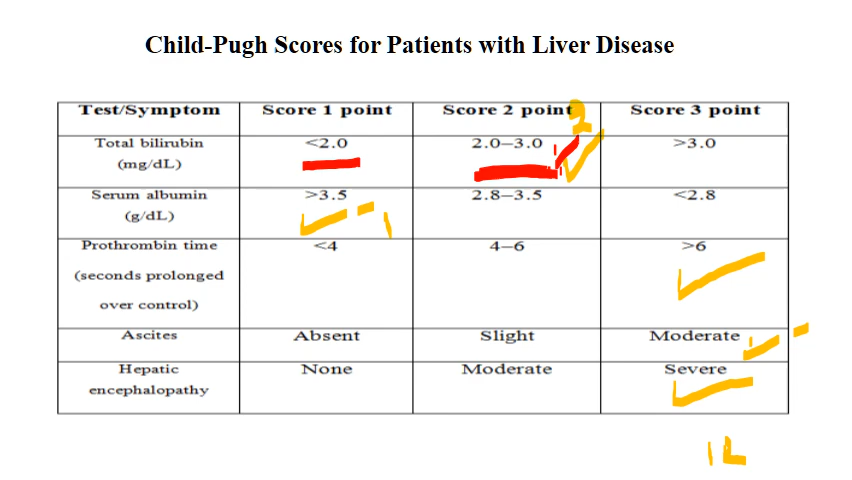 Child-Pugh Scores for Patients with Liver Disease
Test/Symptom Score 1 point Score 2 point Score 3 point
2
Total bilirubin <2.0 2.0–3.0 >3.0
(mg/dL)
Serum albumin >3.5 2.8–3.5 <2.8
(g/dL)
1
Prothrombin time <4 4–6 >6
(seconds prolonged
over control)
Ascites Absent Slight Moderate
Hepatic None Moderate Severe
encephalopathy
12